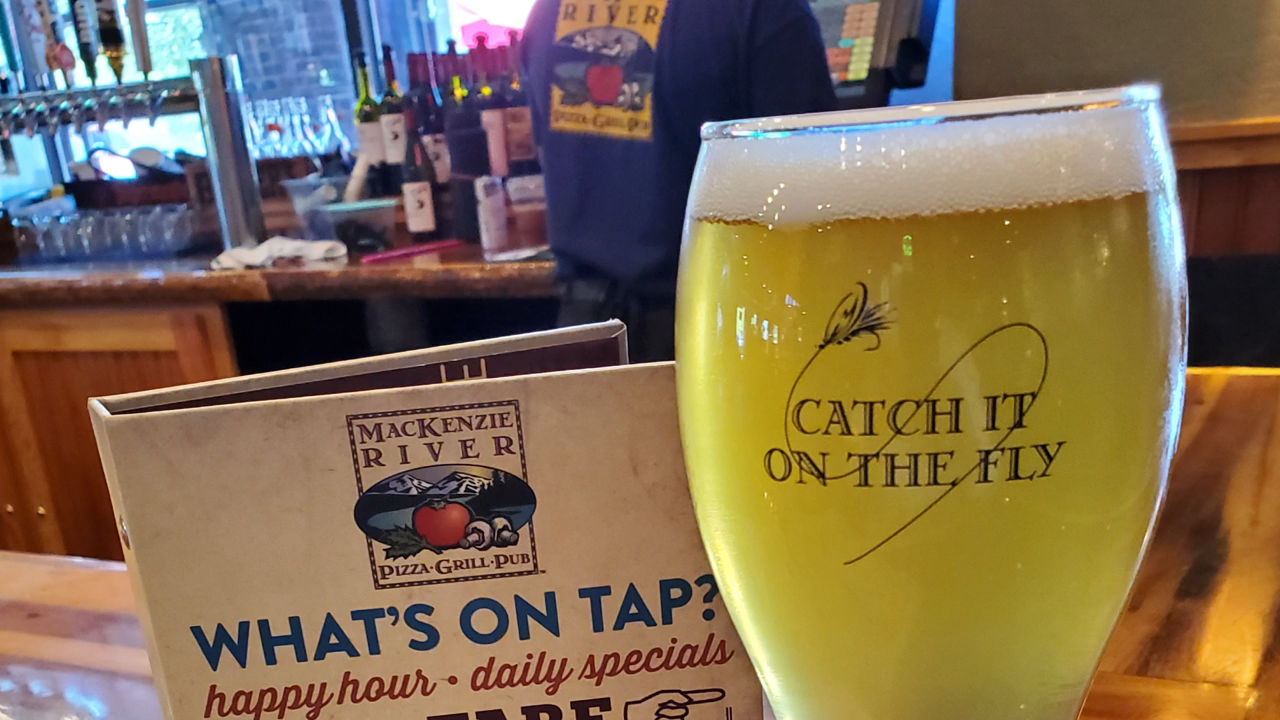 RIVER
PIZZA·GRILL·PUB
CATCH IT
ON THE FLY
MACKENZIE
RIVER
PIZZA·GRILL·PUB
WHAT'S ON TAP?
happy hour · daily specials